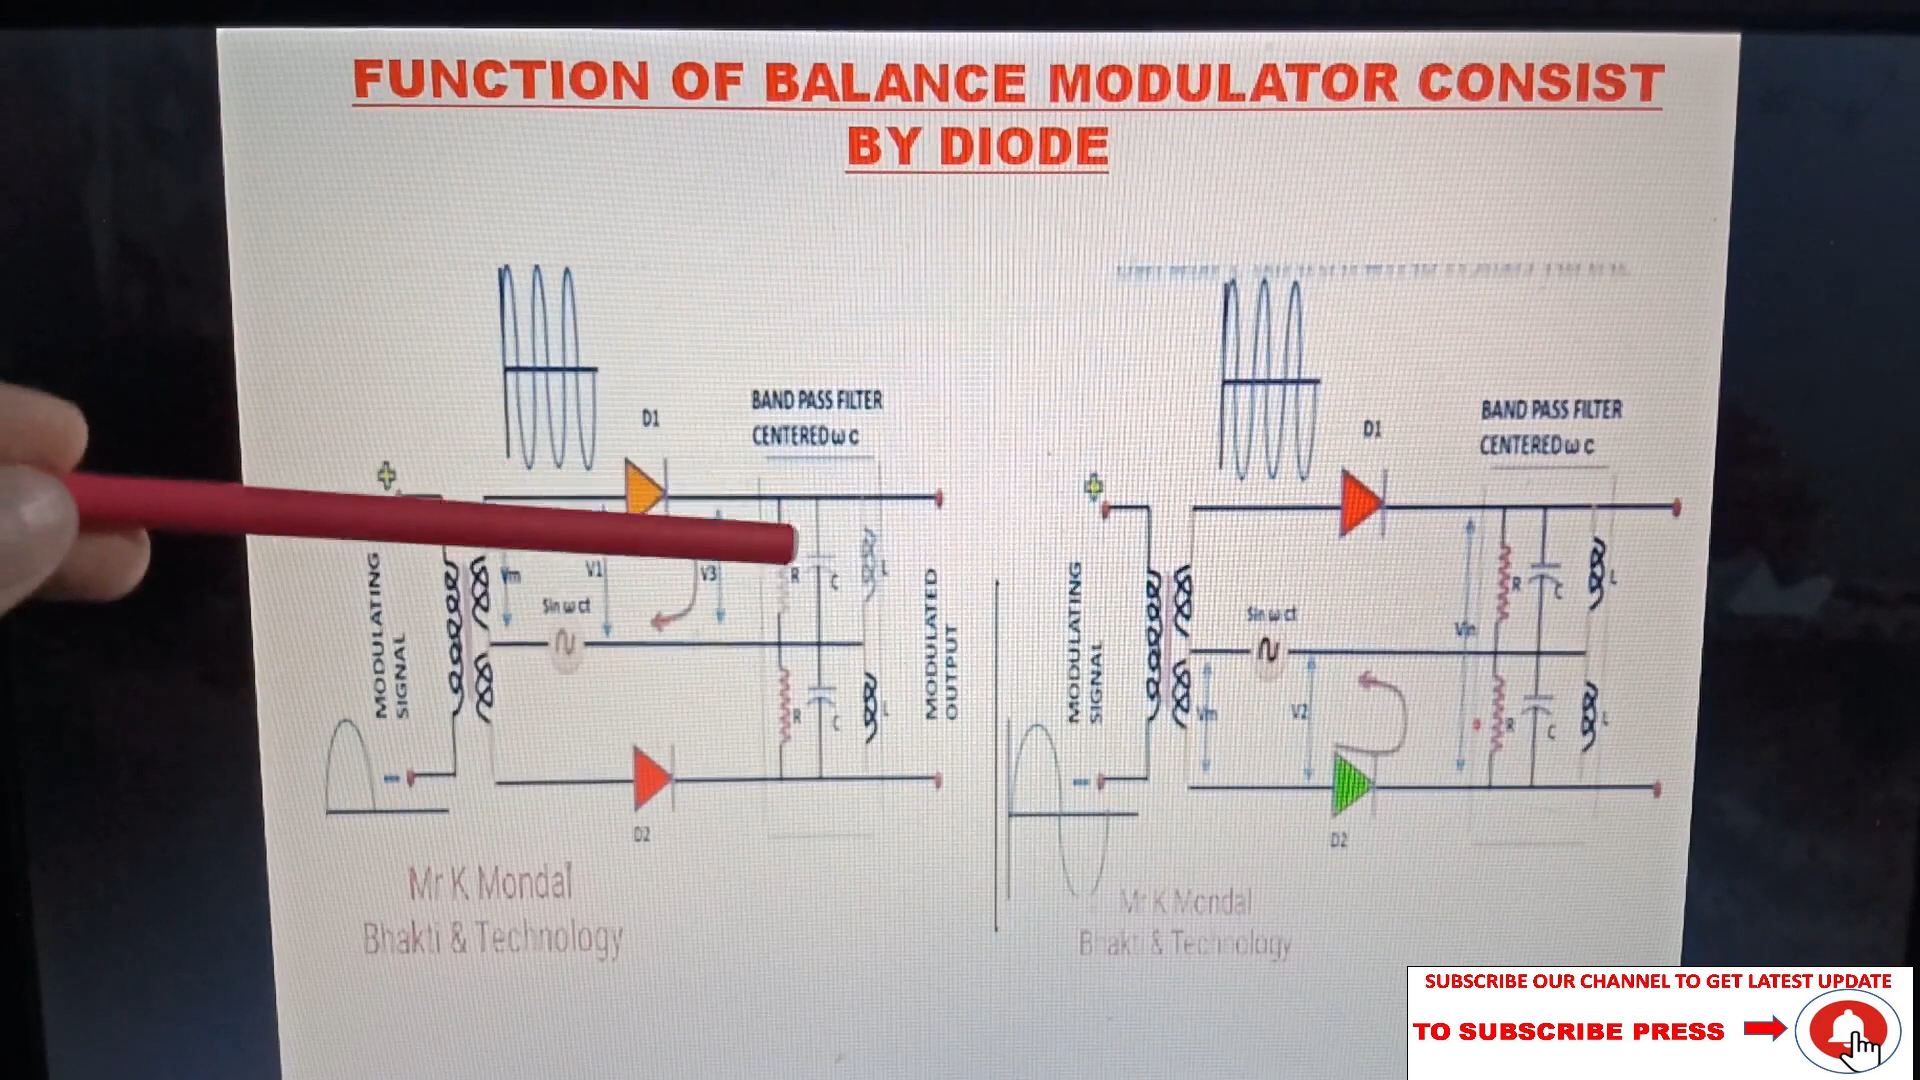 FUNCTION OF BALANCE MODULATOR CONSIST
BY DIODE
D1
BAND PASS FILTER
CENTERED ω c
+
MODULATING
SIGNAL
Vm
V1
V3
Sin ω ct
R
C
L
R
C
L
MODULATED
OUTPUT
-
D2
Mr K Mondal
Bhakti & Technology
D1
BAND PASS FILTER
CENTERED ω c
+
MODULATING
SIGNAL
Sin ω ct
Vm
V2
Vin
R
C
L
R
C
L
-
D2
Mr K Mondal
Bhakti & Technology
SUBSCRIBE OUR CHANNEL TO GET LATEST UPDATE
TO SUBSCRIBE PRESS